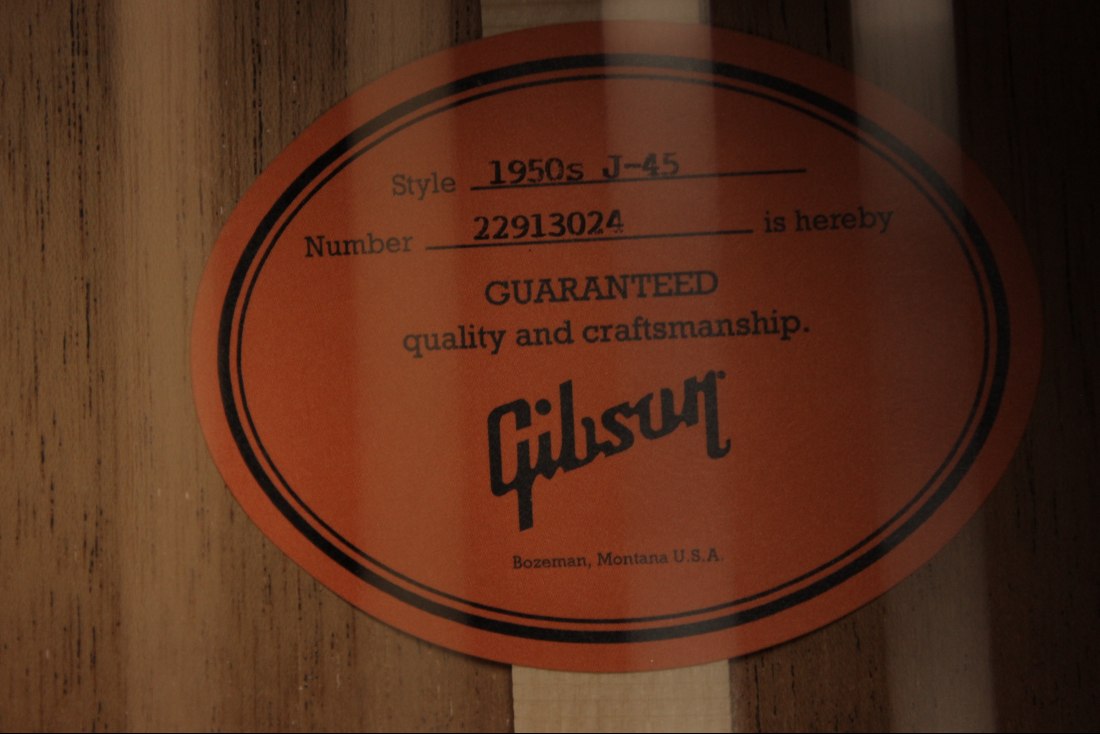 Style 1950s J-45
Number 22913024 is hereby
GUARANTEED
quality and craftsmanship.
Gibson
Bozeman, Montana U.S.A.